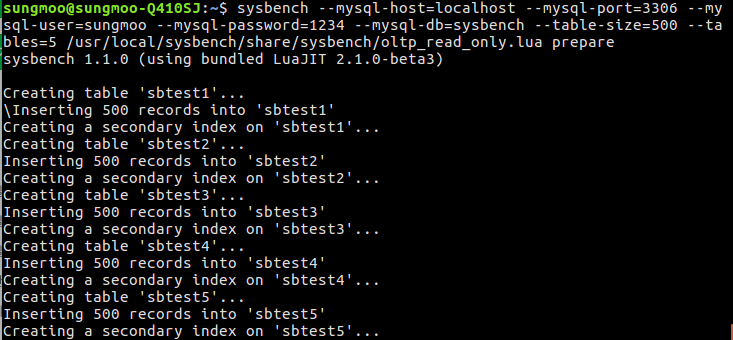 sungmoo@sungmoo-Q410SJ:~$ sysbench --mysql-host=localhost --mysql-port=3306 --my
sql-user=sungmoo --mysql-password=1234 --mysql-db=sysbench --table-size=500 --ta
bles=5 /usr/local/sysbench/share/sysbench/oltp_read_only.lua prepare
sysbench 1.1.0 (using bundled LuaJIT 2.1.0-beta3)
Creating table 'sbtest1'...
\Inserting 500 records into 'sbtest1'
Creating a secondary index on 'sbtest1'...
Creating table 'sbtest2'...
Inserting 500 records into 'sbtest2'
Creating a secondary index on 'sbtest2'...
Creating table 'sbtest3'...
Inserting 500 records into 'sbtest3'
Creating a secondary index on 'sbtest3'...
Creating table 'sbtest4'...
Inserting 500 records into 'sbtest4'
Creating a secondary index on 'sbtest4'...
Creating table 'sbtest5'...
Inserting 500 records into 'sbtest5'
Creating a secondary index on 'sbtest5'...